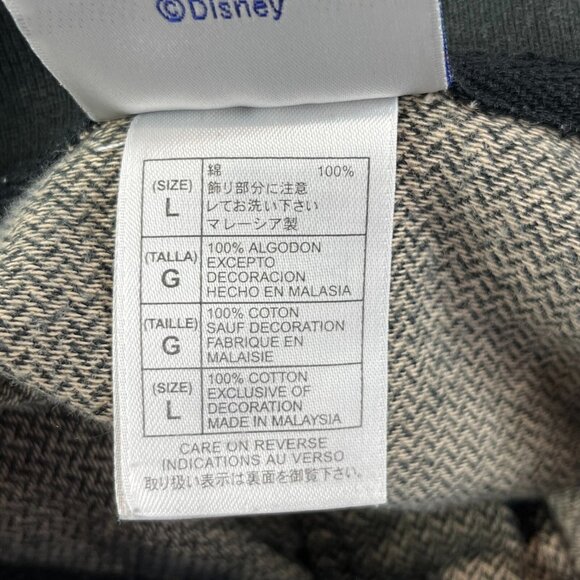 ©Disney
(SIZE)
L
綿 100%
飾リ部分に注意
レてお洗い下さい
マレーシア製
(TALLA)
G
100% ALGODON
EXCEPTO
DECORACION
HECHO EN MALASIA
(TAILLE)
G
100% COTON
SAUF DECORATION
FABRIQUE EN
MALAISIE
(SIZE)
L
100% COTTON
EXCLUSIVE OF
DECORATION
MADE IN MALAYSIA
CARE ON REVERSE
INDICATIONS AU VERSO
取り扱い表示は裏面を御覧下さい。